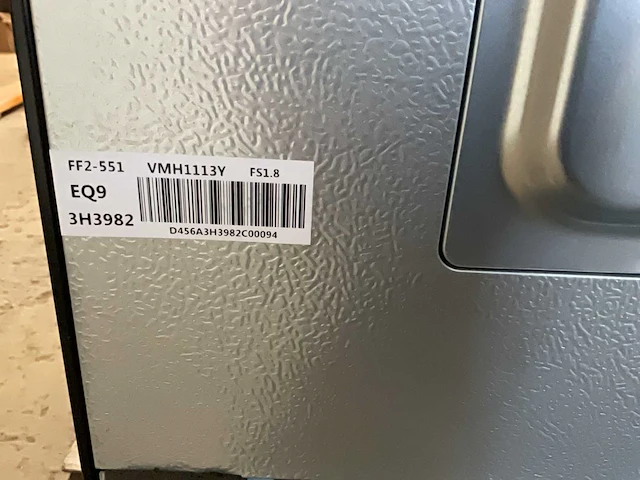 FF2-551 VMH1113Y FS1.8
EQ9
3H3982
D456A3H3982C00094